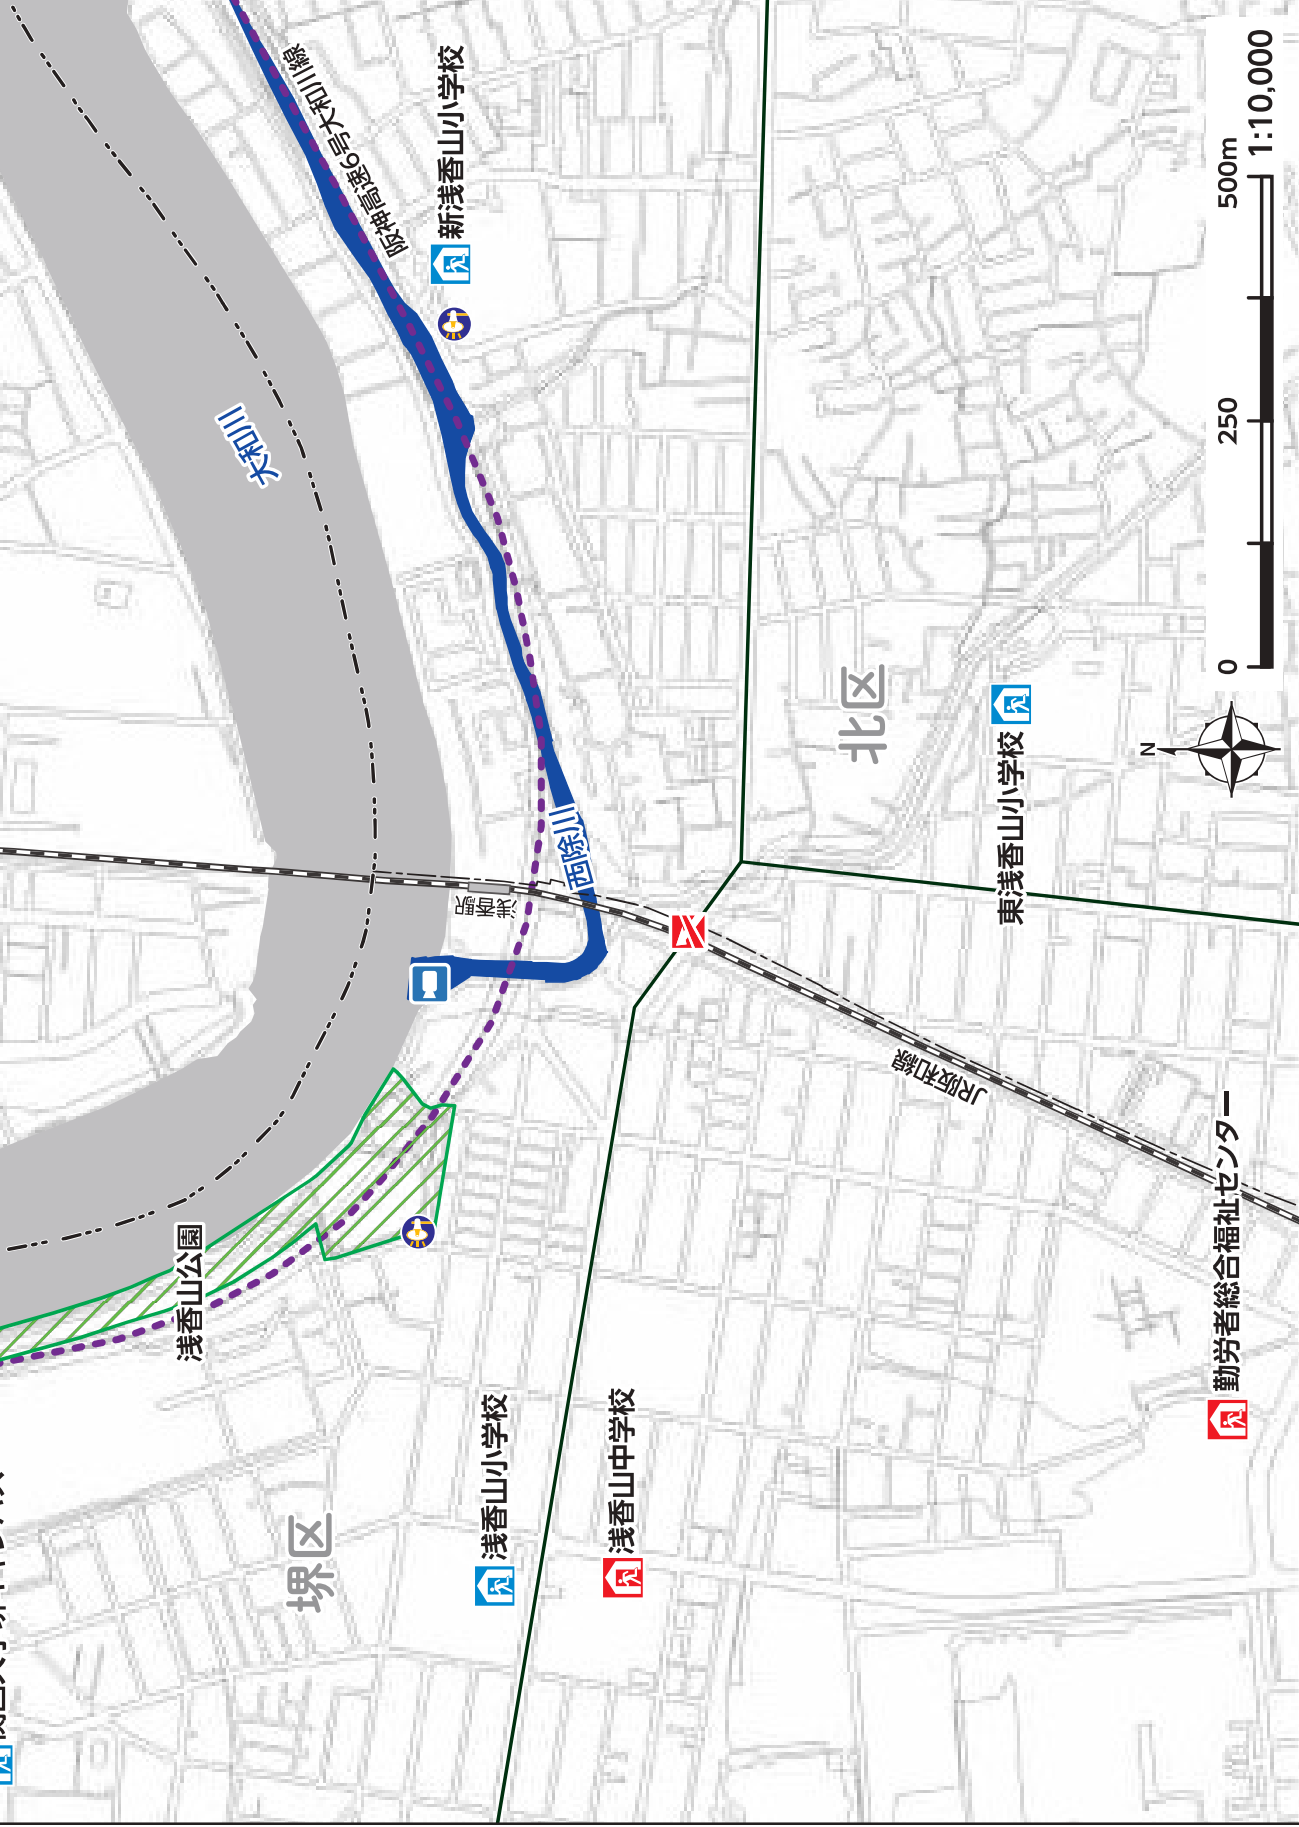 大和川
阪神高速6号大和川線
新浅香山小学校
浅香駅
西除川
浅香山公園
北区
東浅香山小学校
JR阪和線
堺区
浅香山小学校
浅香山中学校
勤労者総合福祉センター
N
0
250
500m
1:10,000